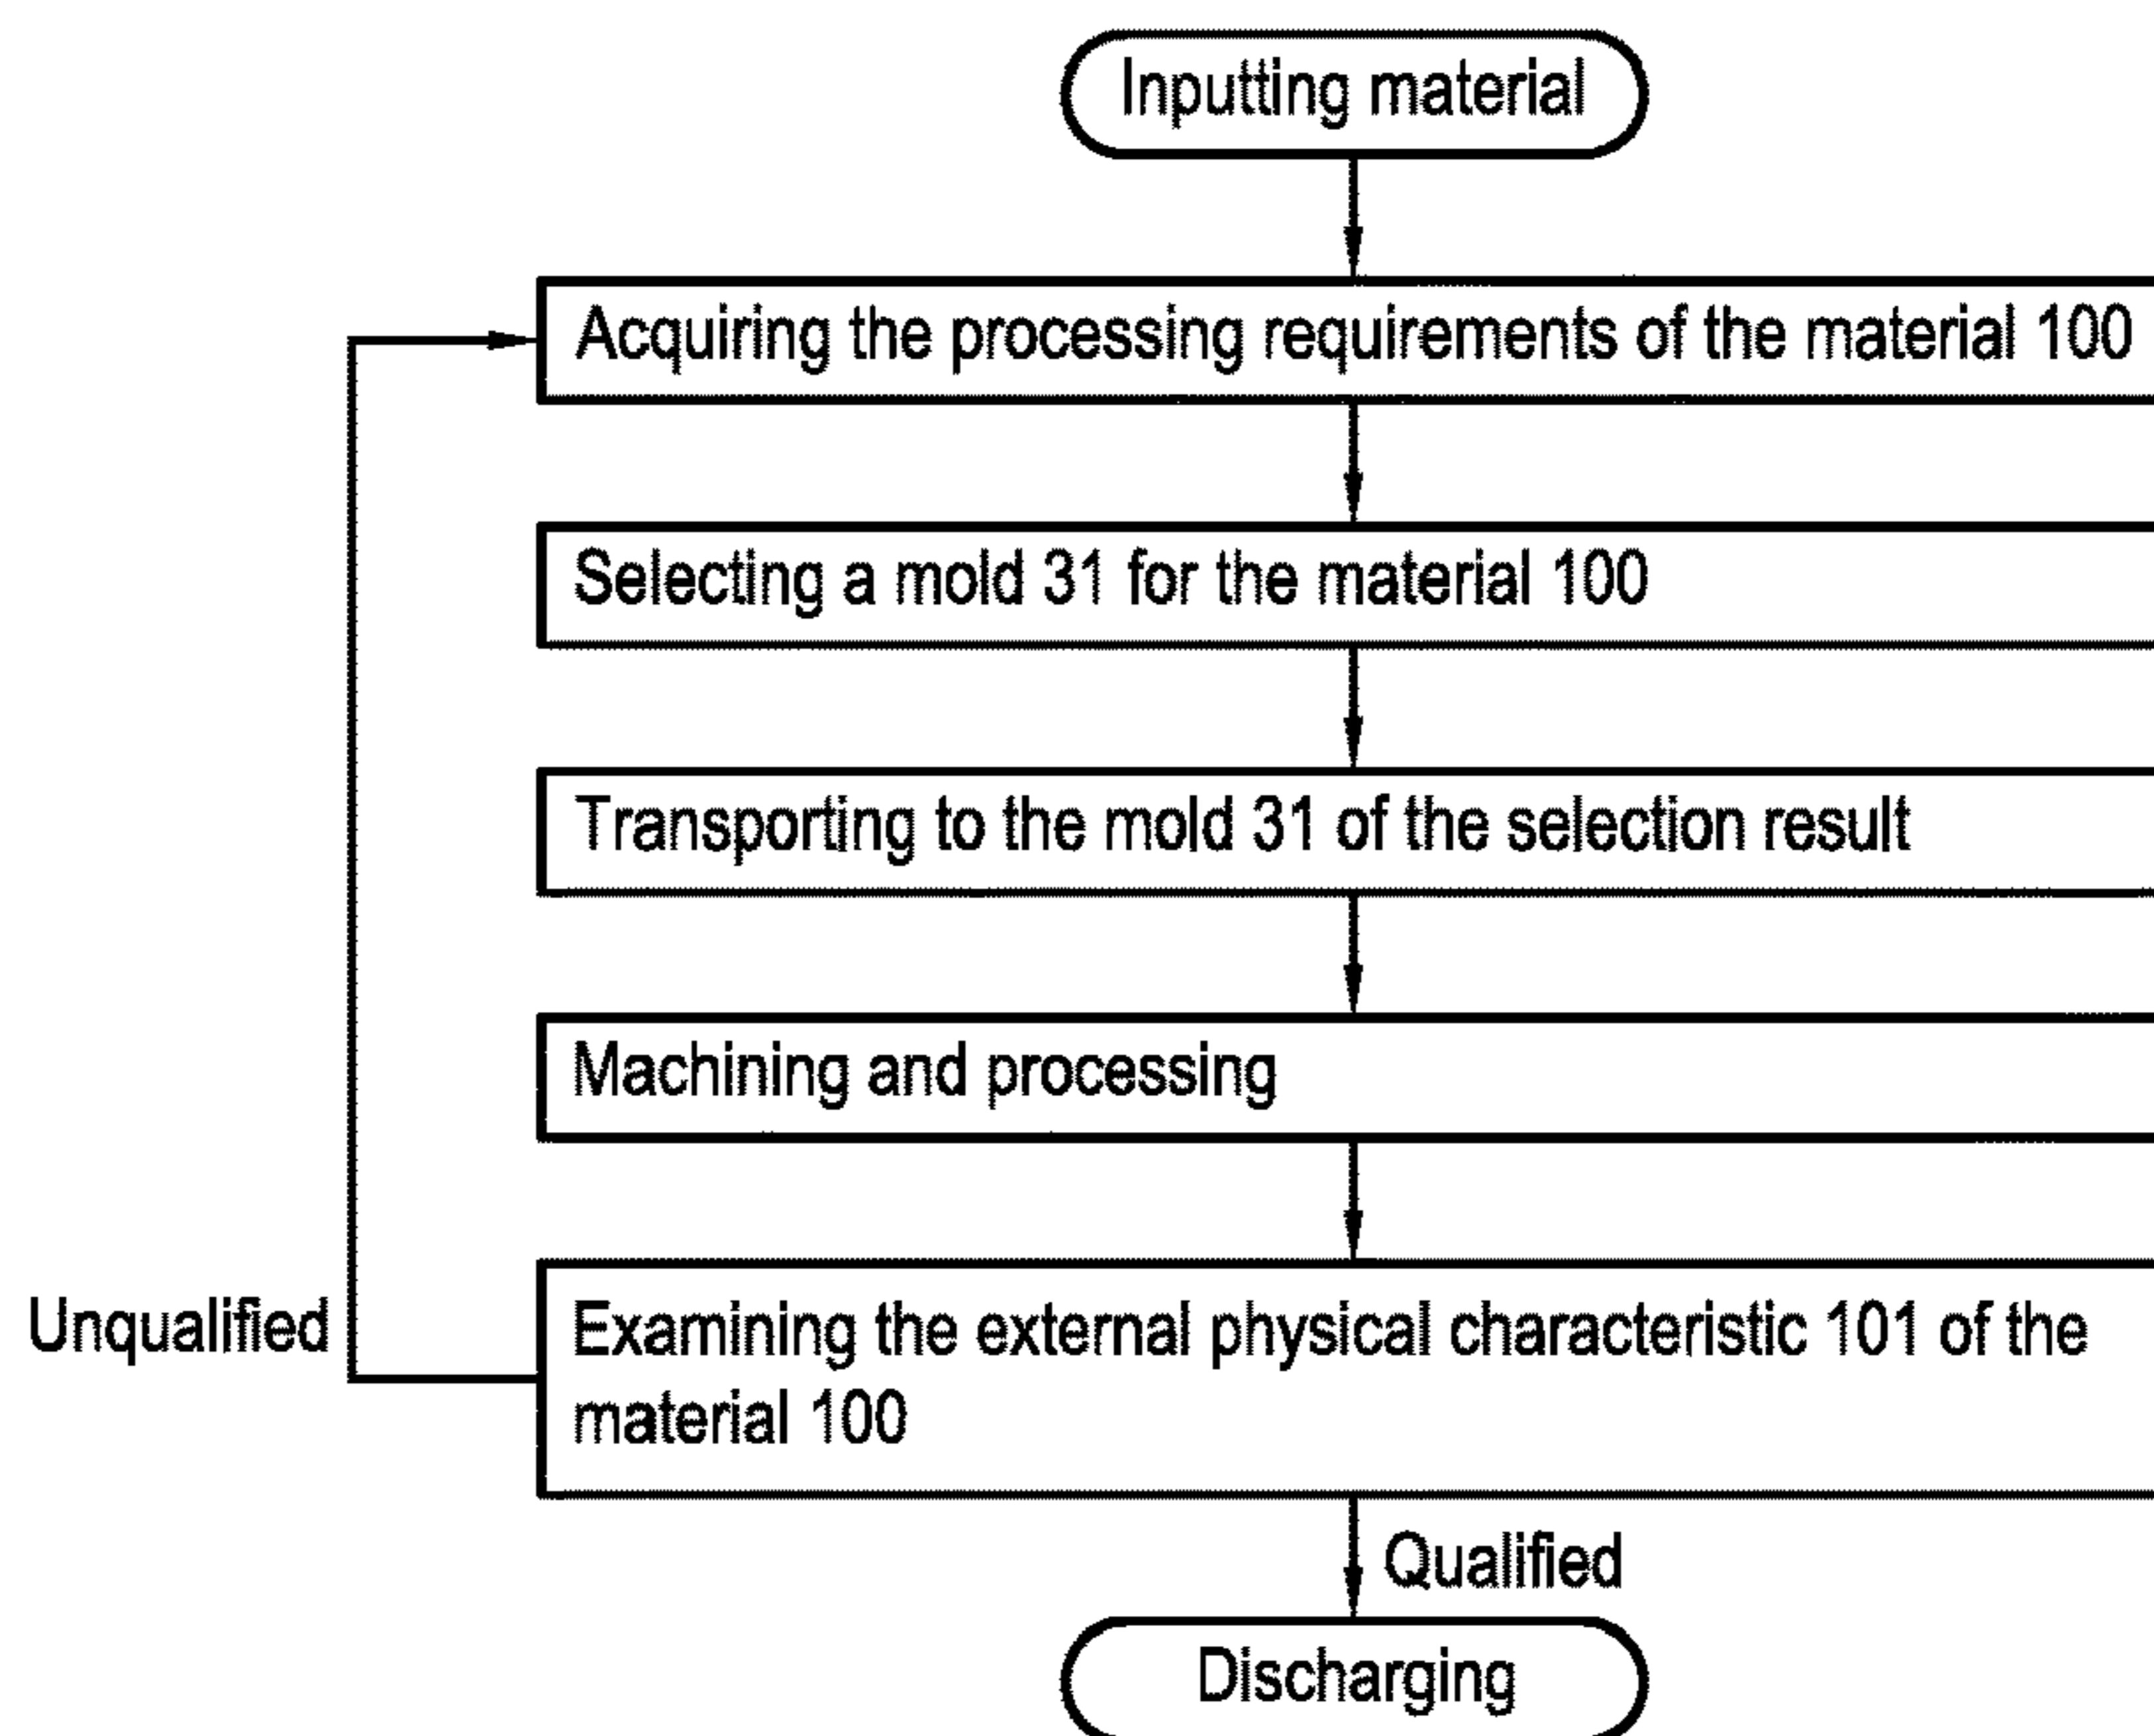 Inputting material
Acquiring the processing requirements of the material 100
Selecting a mold 31 for the material 100
Transporting to the mold 31 of the selection result
Machining and processing
Unqualified
Examining the external physical characteristic 101 of the
material 100
Qualified
Discharging